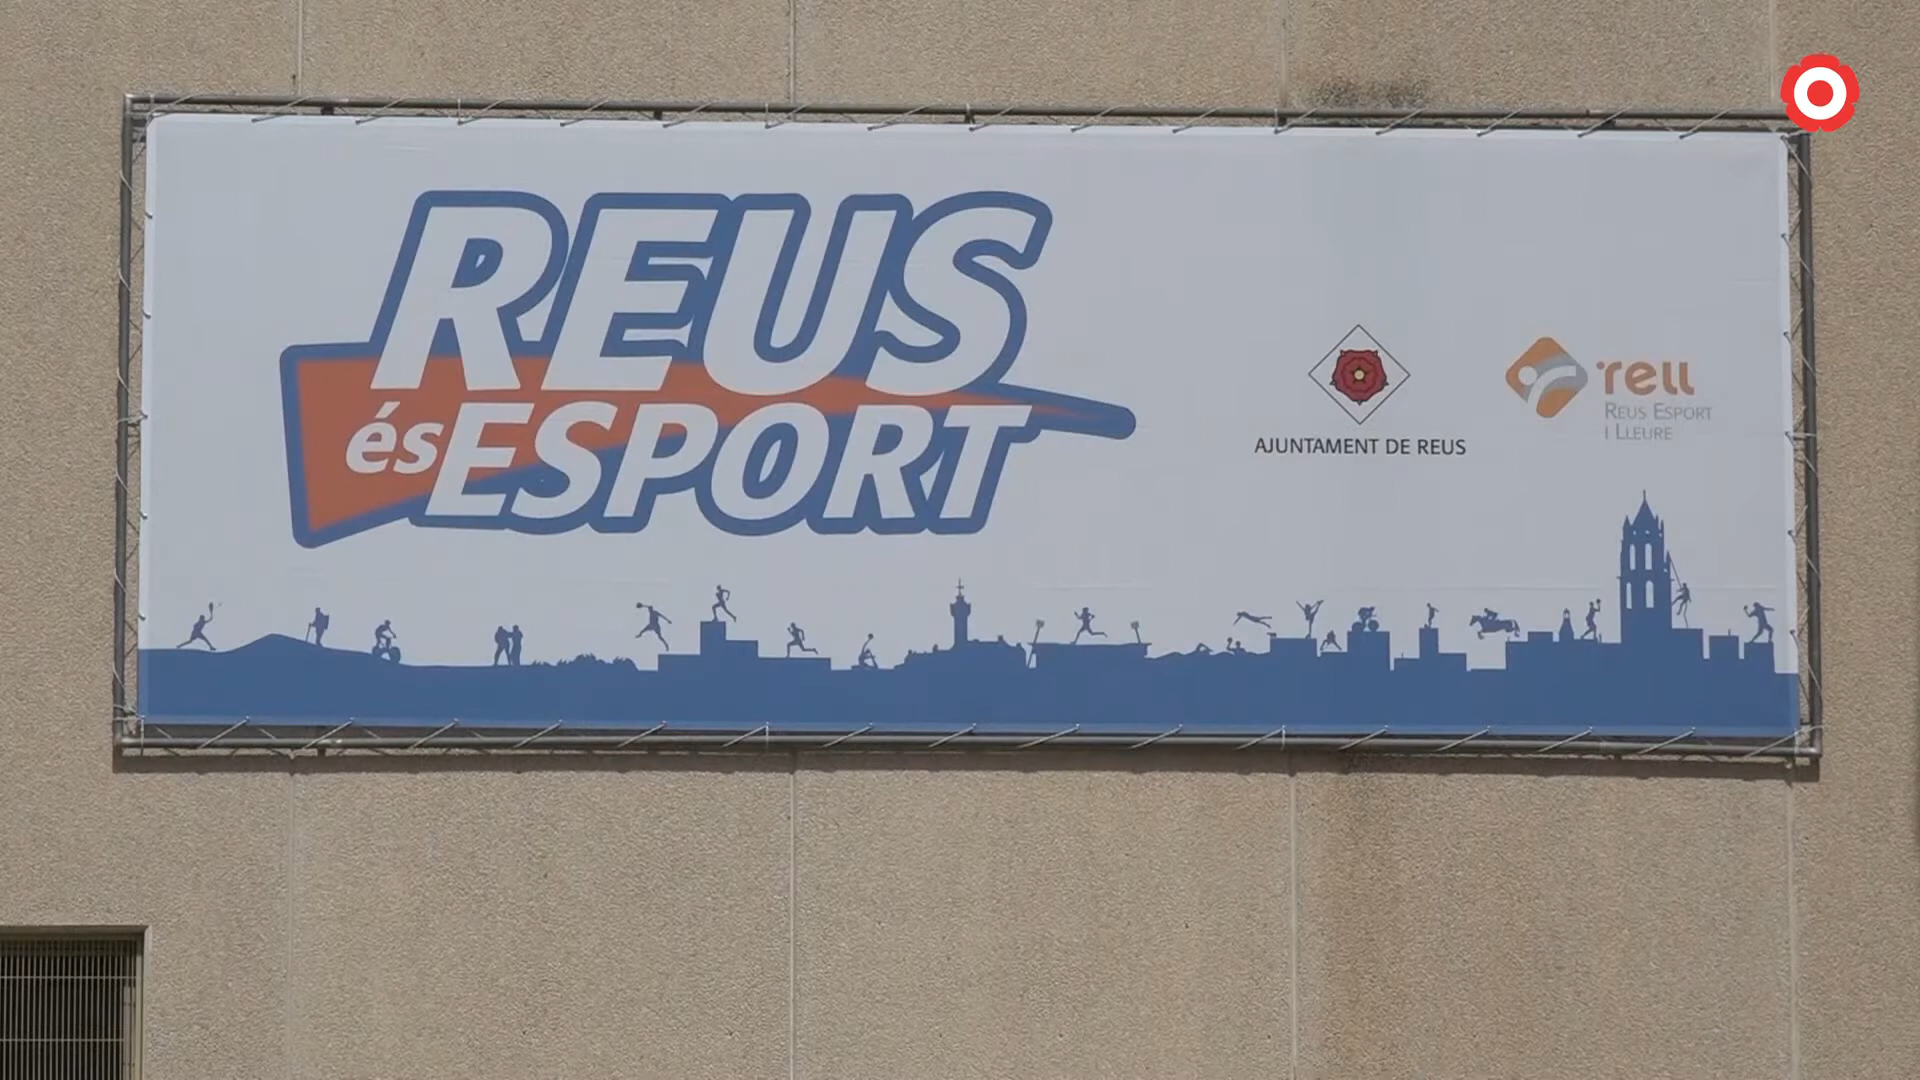 REUS
és ESPORT
AJUNTAMENT DE REUS
rell
REUS ESPORT
I LLEURE